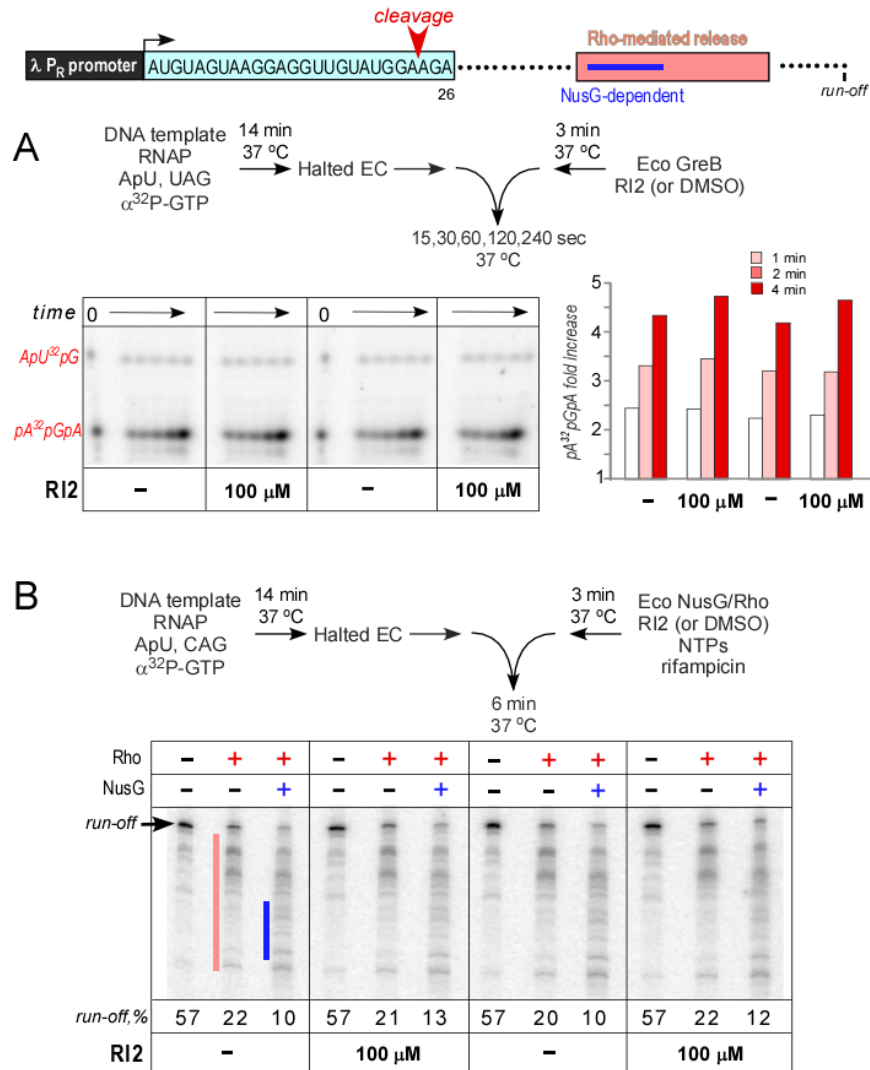 cleavage
Rho-mediated release
λ PR promoter
AUGUAGUAAGGAGGUUGUAUGGAAGA
26
NusG-dependent
run-off
A
DNA template
RNAP
ApU, UAG
α32P-GTP
14 min
37 ºC
Halted EC
3 min
37 ºC
Eco GreB
RI2 (or DMSO)
15,30,60,120,240 sec
37 ºC
time 0 0
ApU32pG
pA32pGpA
RI2 – 100 μM – 100 μM
1 min
2 min
4 min
pA32pGpA fold increase
5
4
3
2
1
– 100 μM – 100 μM
B
DNA template
RNAP
ApU, CAG
α32P-GTP
14 min
37 ºC
Halted EC
3 min
37 ºC
Eco NusG/Rho
RI2 (or DMSO)
NTPs
rifampicin
6 min
37 ºC
Rho – + + – + + – + + – + +
NusG – – + – – + – – + – – +
run-off
run-off,% 57 22 10 57 21 13 57 20 10 57 22 12
RI2 – 100 μM – 100 μM